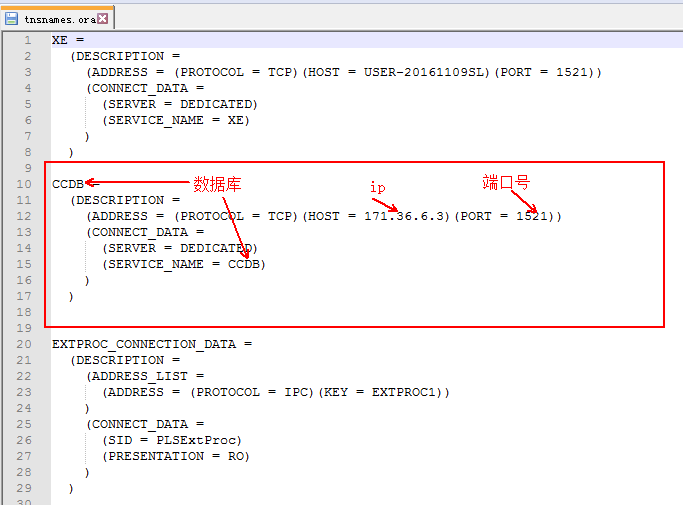 tnsnames.ora
1 XE =
2 (DESCRIPTION =
3 (ADDRESS = (PROTOCOL = TCP)(HOST = USER-20161109SL)(PORT = 1521))
4 (CONNECT_DATA =
5 (SERVER = DEDICATED)
6 (SERVICE_NAME = XE)
7 )
8 )
9
10 CCDB = 数据库 ip 端口号
11 (DESCRIPTION =
12 (ADDRESS = (PROTOCOL = TCP)(HOST = 171.36.6.3)(PORT = 1521))
13 (CONNECT_DATA =
14 (SERVER = DEDICATED)
15 (SERVICE_NAME = CCDB)
16 )
17 )
18
19
20 EXTPROC_CONNECTION_DATA =
21 (DESCRIPTION =
22 (ADDRESS_LIST =
23 (ADDRESS = (PROTOCOL = IPC)(KEY = EXTPROC1))
24 )
25 (CONNECT_DATA =
26 (SID = PLSExtProc)
27 (PRESENTATION = RO)
28 )
29 )
30